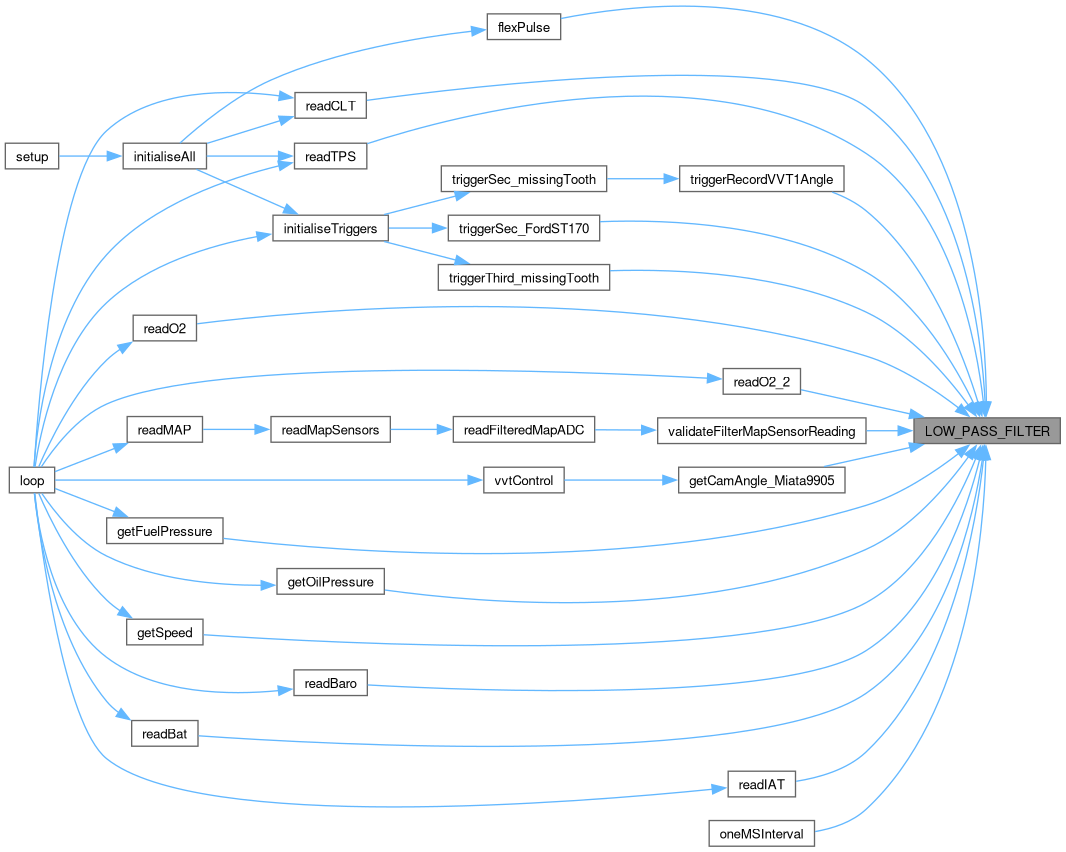 flexPulse
readCLT
setup
initialiseAll
readTPS
triggerSec_missingTooth
triggerRecordVVT1Angle
initialiseTriggers
triggerSec_FordST170
triggerThird_missingTooth
readO2
readO2_2
readMAP
readMapSensors
readFilteredMapADC
validateFilterMapSensorReading
LOW_PASS_FILTER
loop
vvtControl
getCamAngle_Miata9905
getFuelPressure
getOilPressure
getSpeed
readBaro
readBat
readIAT
oneMSInterval